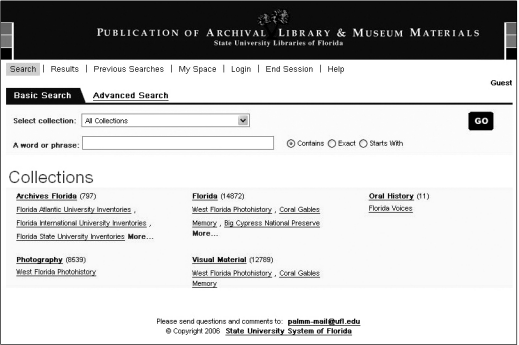 PUBLICATION OF ARCHIVAL LIBRARY & MUSEUM MATERIALS
State University Libraries of Florida
Search | Results | Previous Searches | My Space | Login | End Session | Help
Guest
Basic Search Advanced Search
Select collection: All Collections GO
A word or phrase: Contains Exact Starts With
Collections
Archives Florida (797) Florida (14872) Oral History (11)
Florida Atlantic University Inventories , West Florida Photohistory , Coral Gables Florida Voices
Florida International University Inventories , Memory , Big Cypress National Preserve
Florida State University Inventories More... More...
Photography (8539) Visual Material (12789)
West Florida Photohistory West Florida Photohistory , Coral Gables
Memory
Please send questions and comments to: palmm-mail@ufl.edu
© Copyright 2006 State University System of Florida